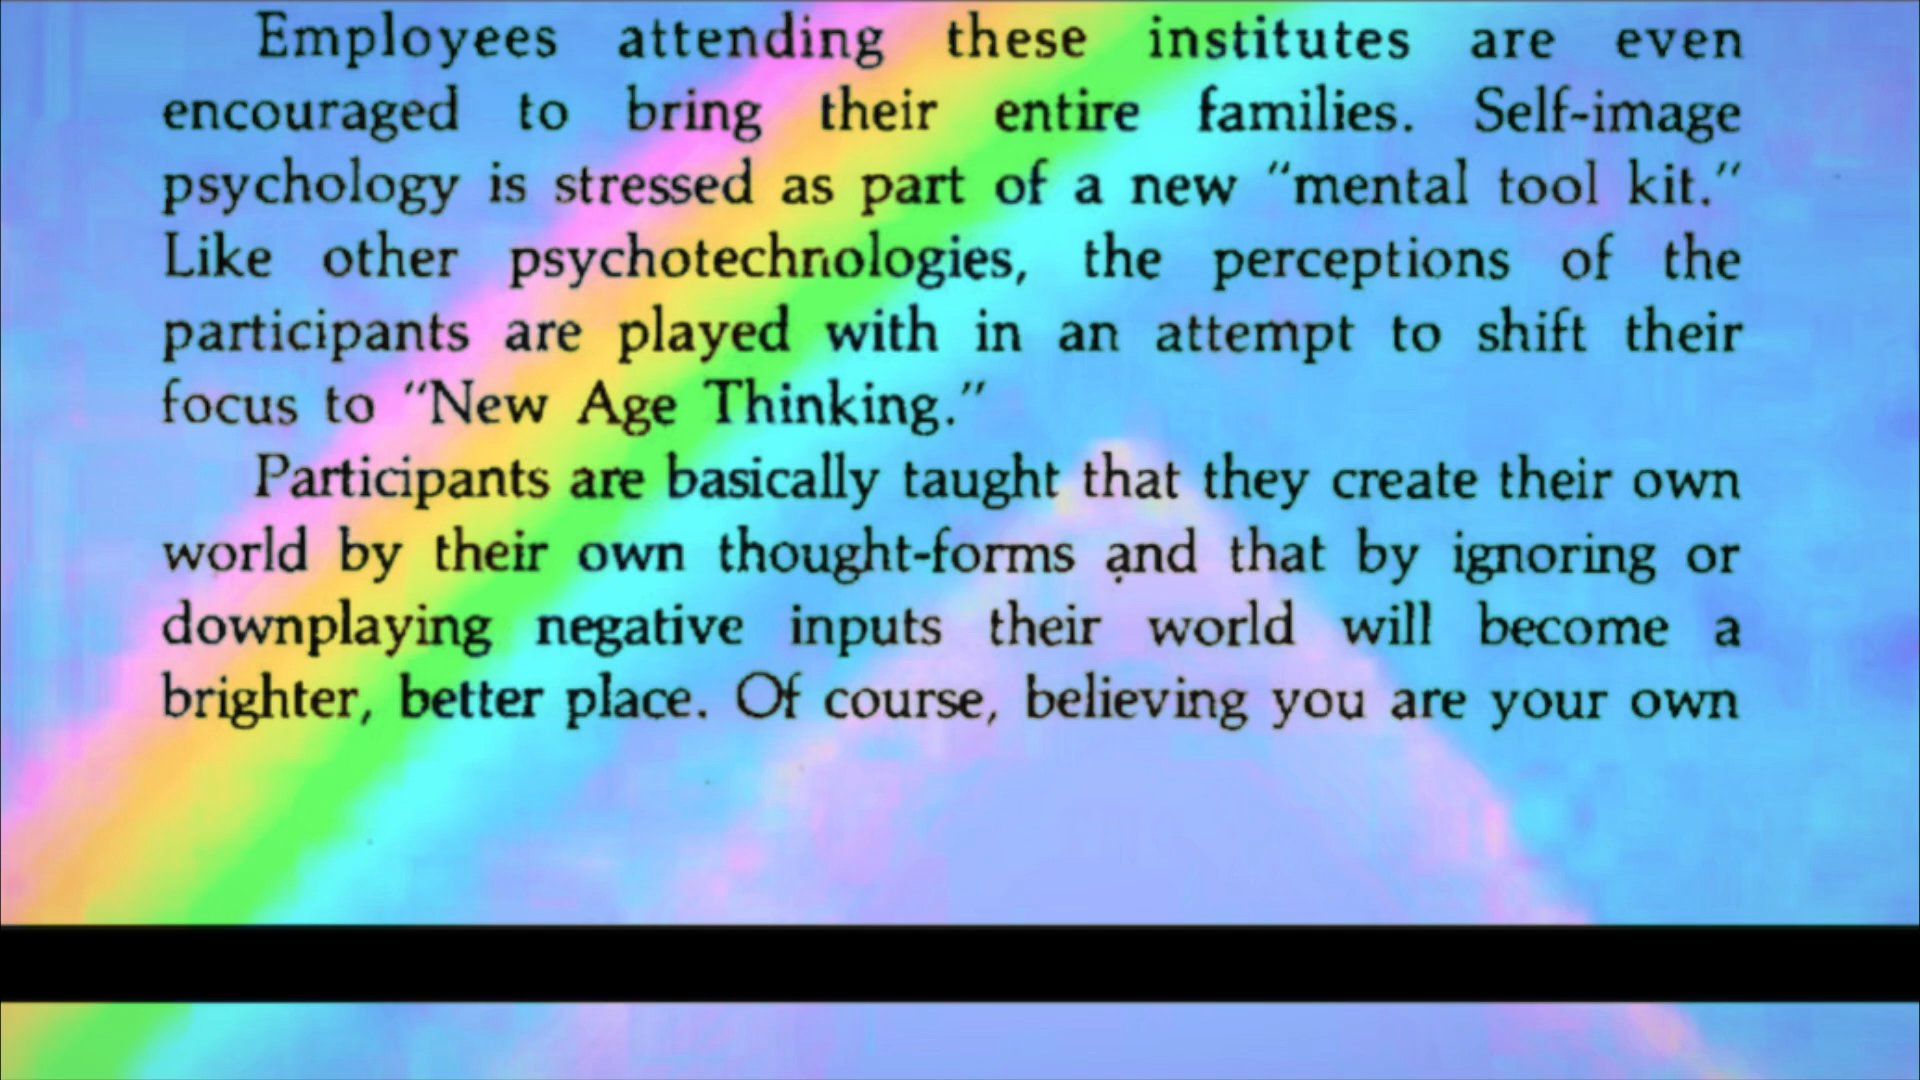 Employees attending these institutes are even
encouraged to bring their entire families. Self-image
psychology is stressed as part of a new "mental tool kit."
Like other psychotechnologies, the perceptions of the
participants are played with in an attempt to shift their
focus to "New Age Thinking."
Participants are basically taught that they create their own
world by their own thought-forms and that by ignoring or
downplaying negative inputs their world will become a
brighter, better place. Of course, believing you are your own